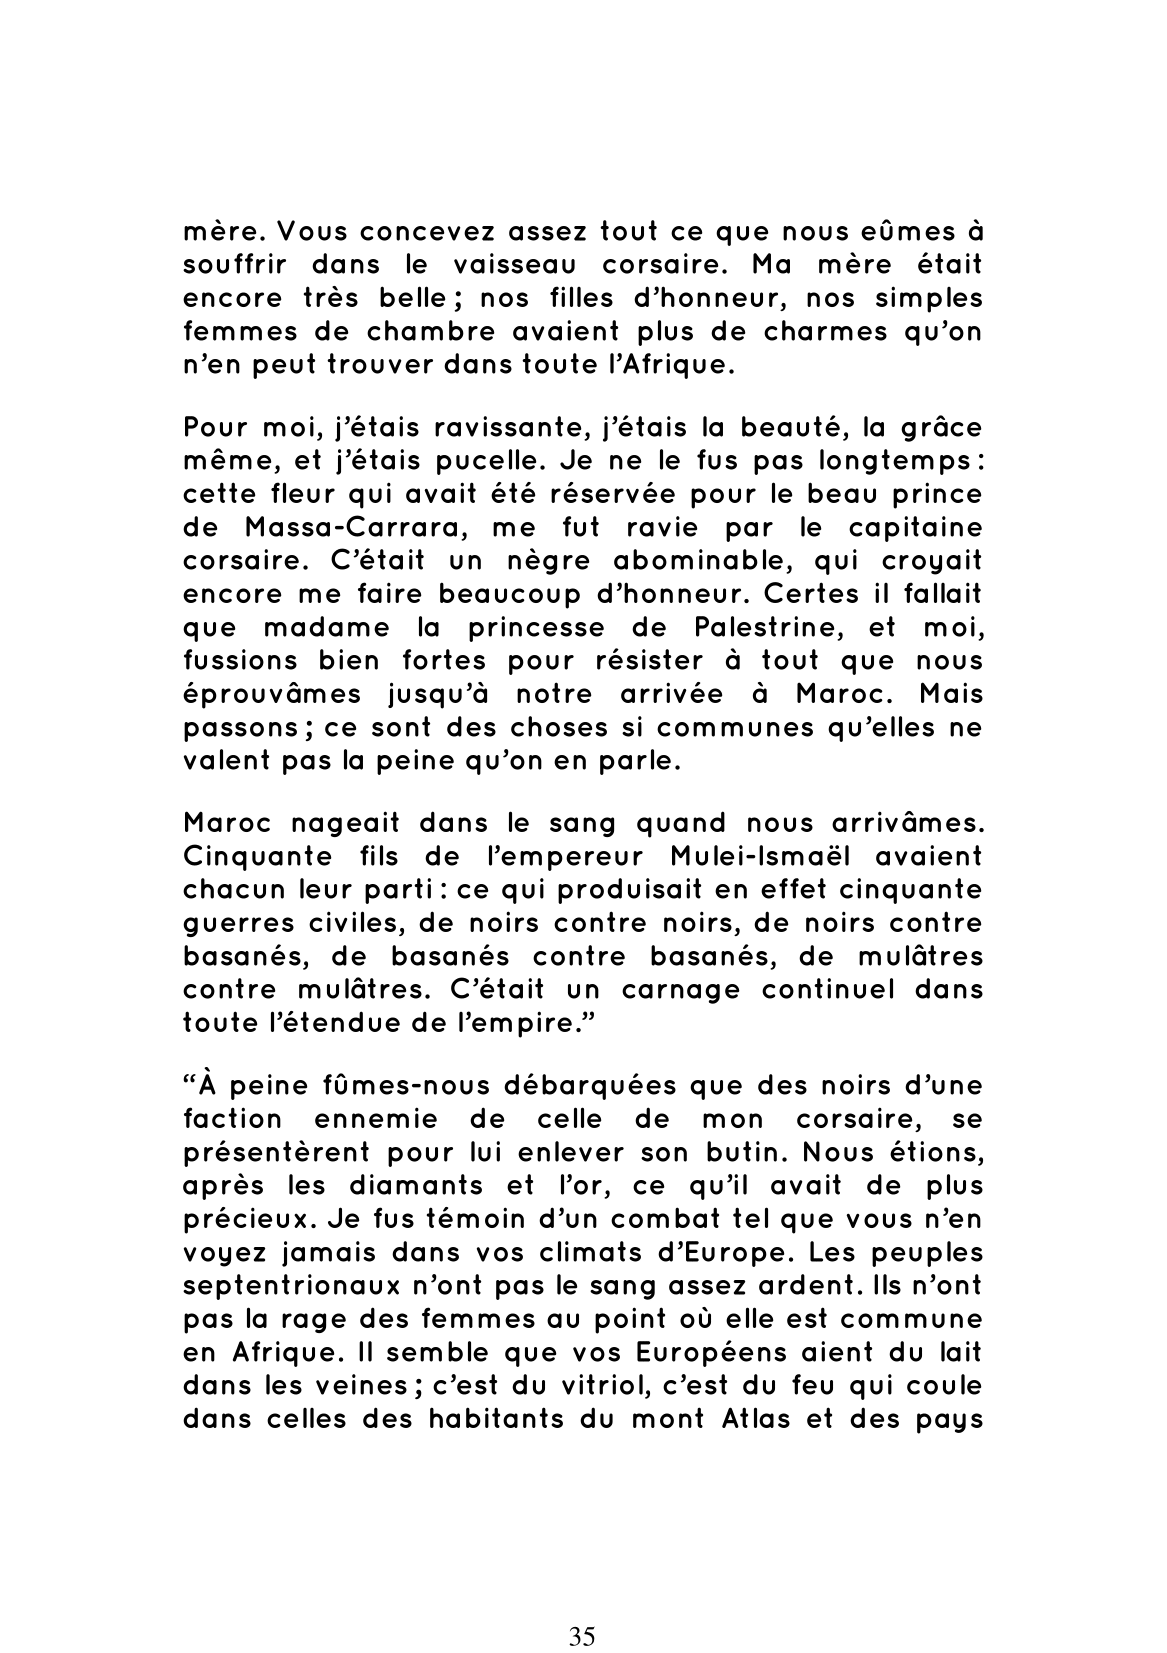 mère. Vous concevez assez tout ce que nous eûmes à
souffrir dans le vaisseau corsaire. Ma mère était
encore très belle ; nos filles d’honneur, nos simples
femmes de chambre avaient plus de charmes qu’on
n’en peut trouver dans toute l’Afrique.
Pour moi, j’étais ravissante, j’étais la beauté, la grâce
même, et j’étais pucelle. Je ne le fus pas longtemps :
cette fleur qui avait été réservée pour le beau prince
de Massa-Carrara, me fut ravie par le capitaine
corsaire. C’était un nègre abominable, qui croyait
encore me faire beaucoup d’honneur. Certes il fallait
que madame la princesse de Palestrine, et moi,
fussions bien fortes pour résister à tout que nous
éprouvâmes jusqu’à notre arrivée à Maroc. Mais
passons ; ce sont des choses si communes qu’elles ne
valent pas la peine qu’on en parle.
Maroc nageait dans le sang quand nous arrivâmes.
Cinquante fils de l’empereur Mulei-Ismaël avaient
chacun leur parti : ce qui produisait en effet cinquante
guerres civiles, de noirs contre noirs, de noirs contre
basanés, de basanés contre basanés, de mulâtres
contre mulâtres. C’était un carnage continuel dans
toute l’étendue de l’empire.”
“À peine fûmes-nous débarquées que des noirs d’une
faction ennemie de celle de mon corsaire, se
présentèrent pour lui enlever son butin. Nous étions,
après les diamants et l’or, ce qu’il avait de plus
précieux. Je fus témoin d’un combat tel que vous n’en
voyez jamais dans vos climats d’Europe. Les peuples
septentrionaux n’ont pas le sang assez ardent. Ils n’ont
pas la rage des femmes au point où elle est commune
en Afrique. Il semble que vos Européens aient du lait
dans les veines ; c’est du vitriol, c’est du feu qui coule
dans celles des habitants du mont Atlas et des pays
35